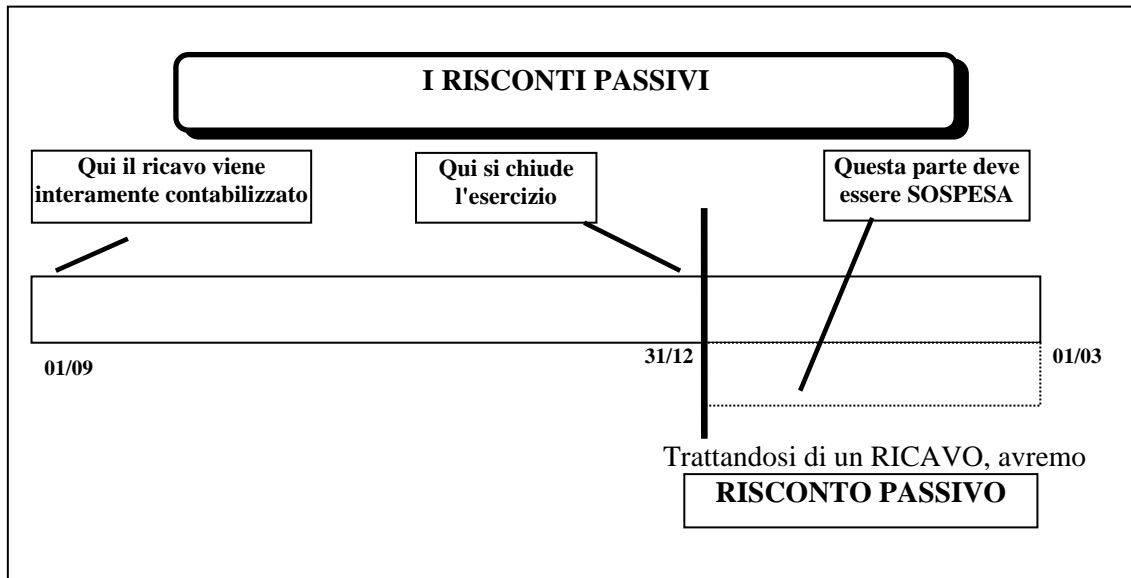 I RISCONTI PASSIVI
Qui il ricavo viene
interamente contabilizzato
Qui si chiude
l'esercizio
Questa parte deve
essere SOSPESA
01/09
31/12
01/03
Trattandosi di un RICAVO, avremo
RISCONTO PASSIVO